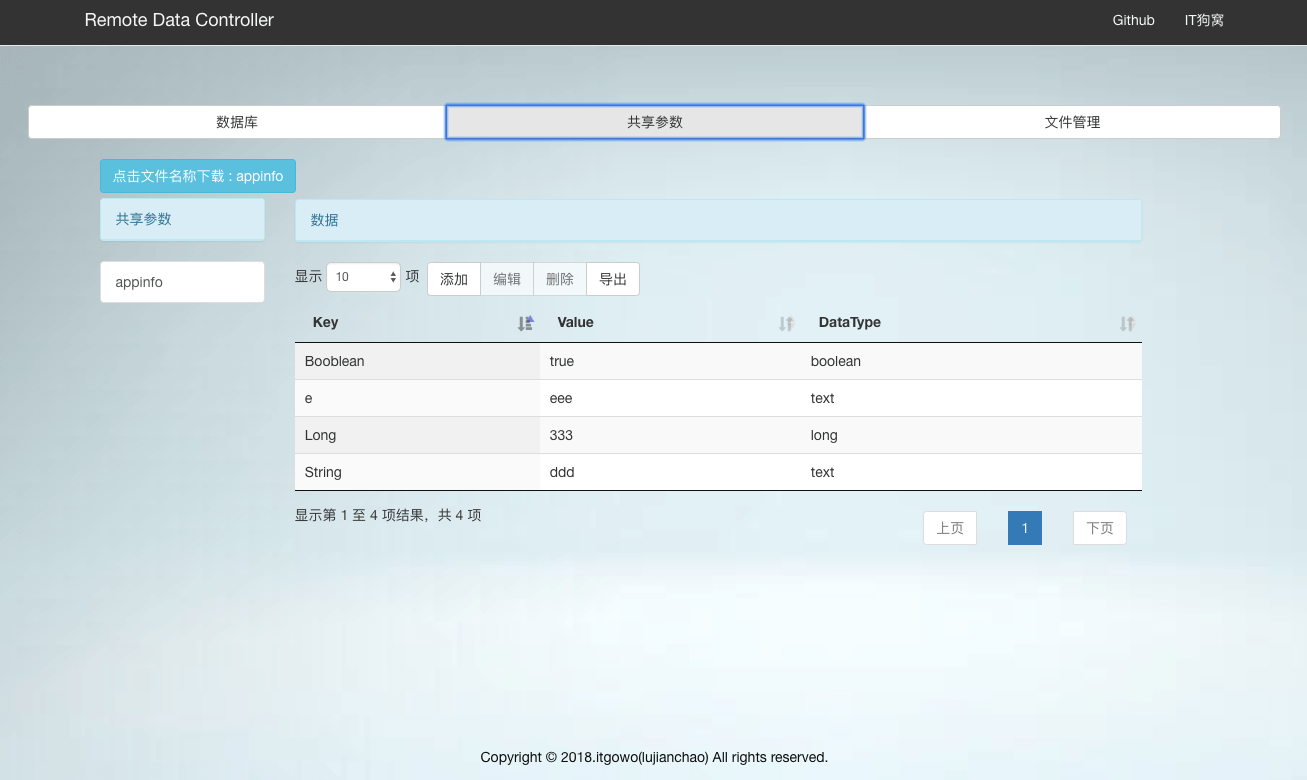 Remote Data Controller Github IT狗窝
数据库 共享参数 文件管理
点击文件名称下载 : appinfo
共享参数 数据
显示 10 项 添加 编辑 删除 导出
appinfo
Key Value DataType
Booblean true boolean
e eee text
Long 333 long
String ddd text
显示第 1 至 4 项结果，共 4 项
上页 1 下页
Copyright © 2018.itgowo(lujianchao) All rights reserved.